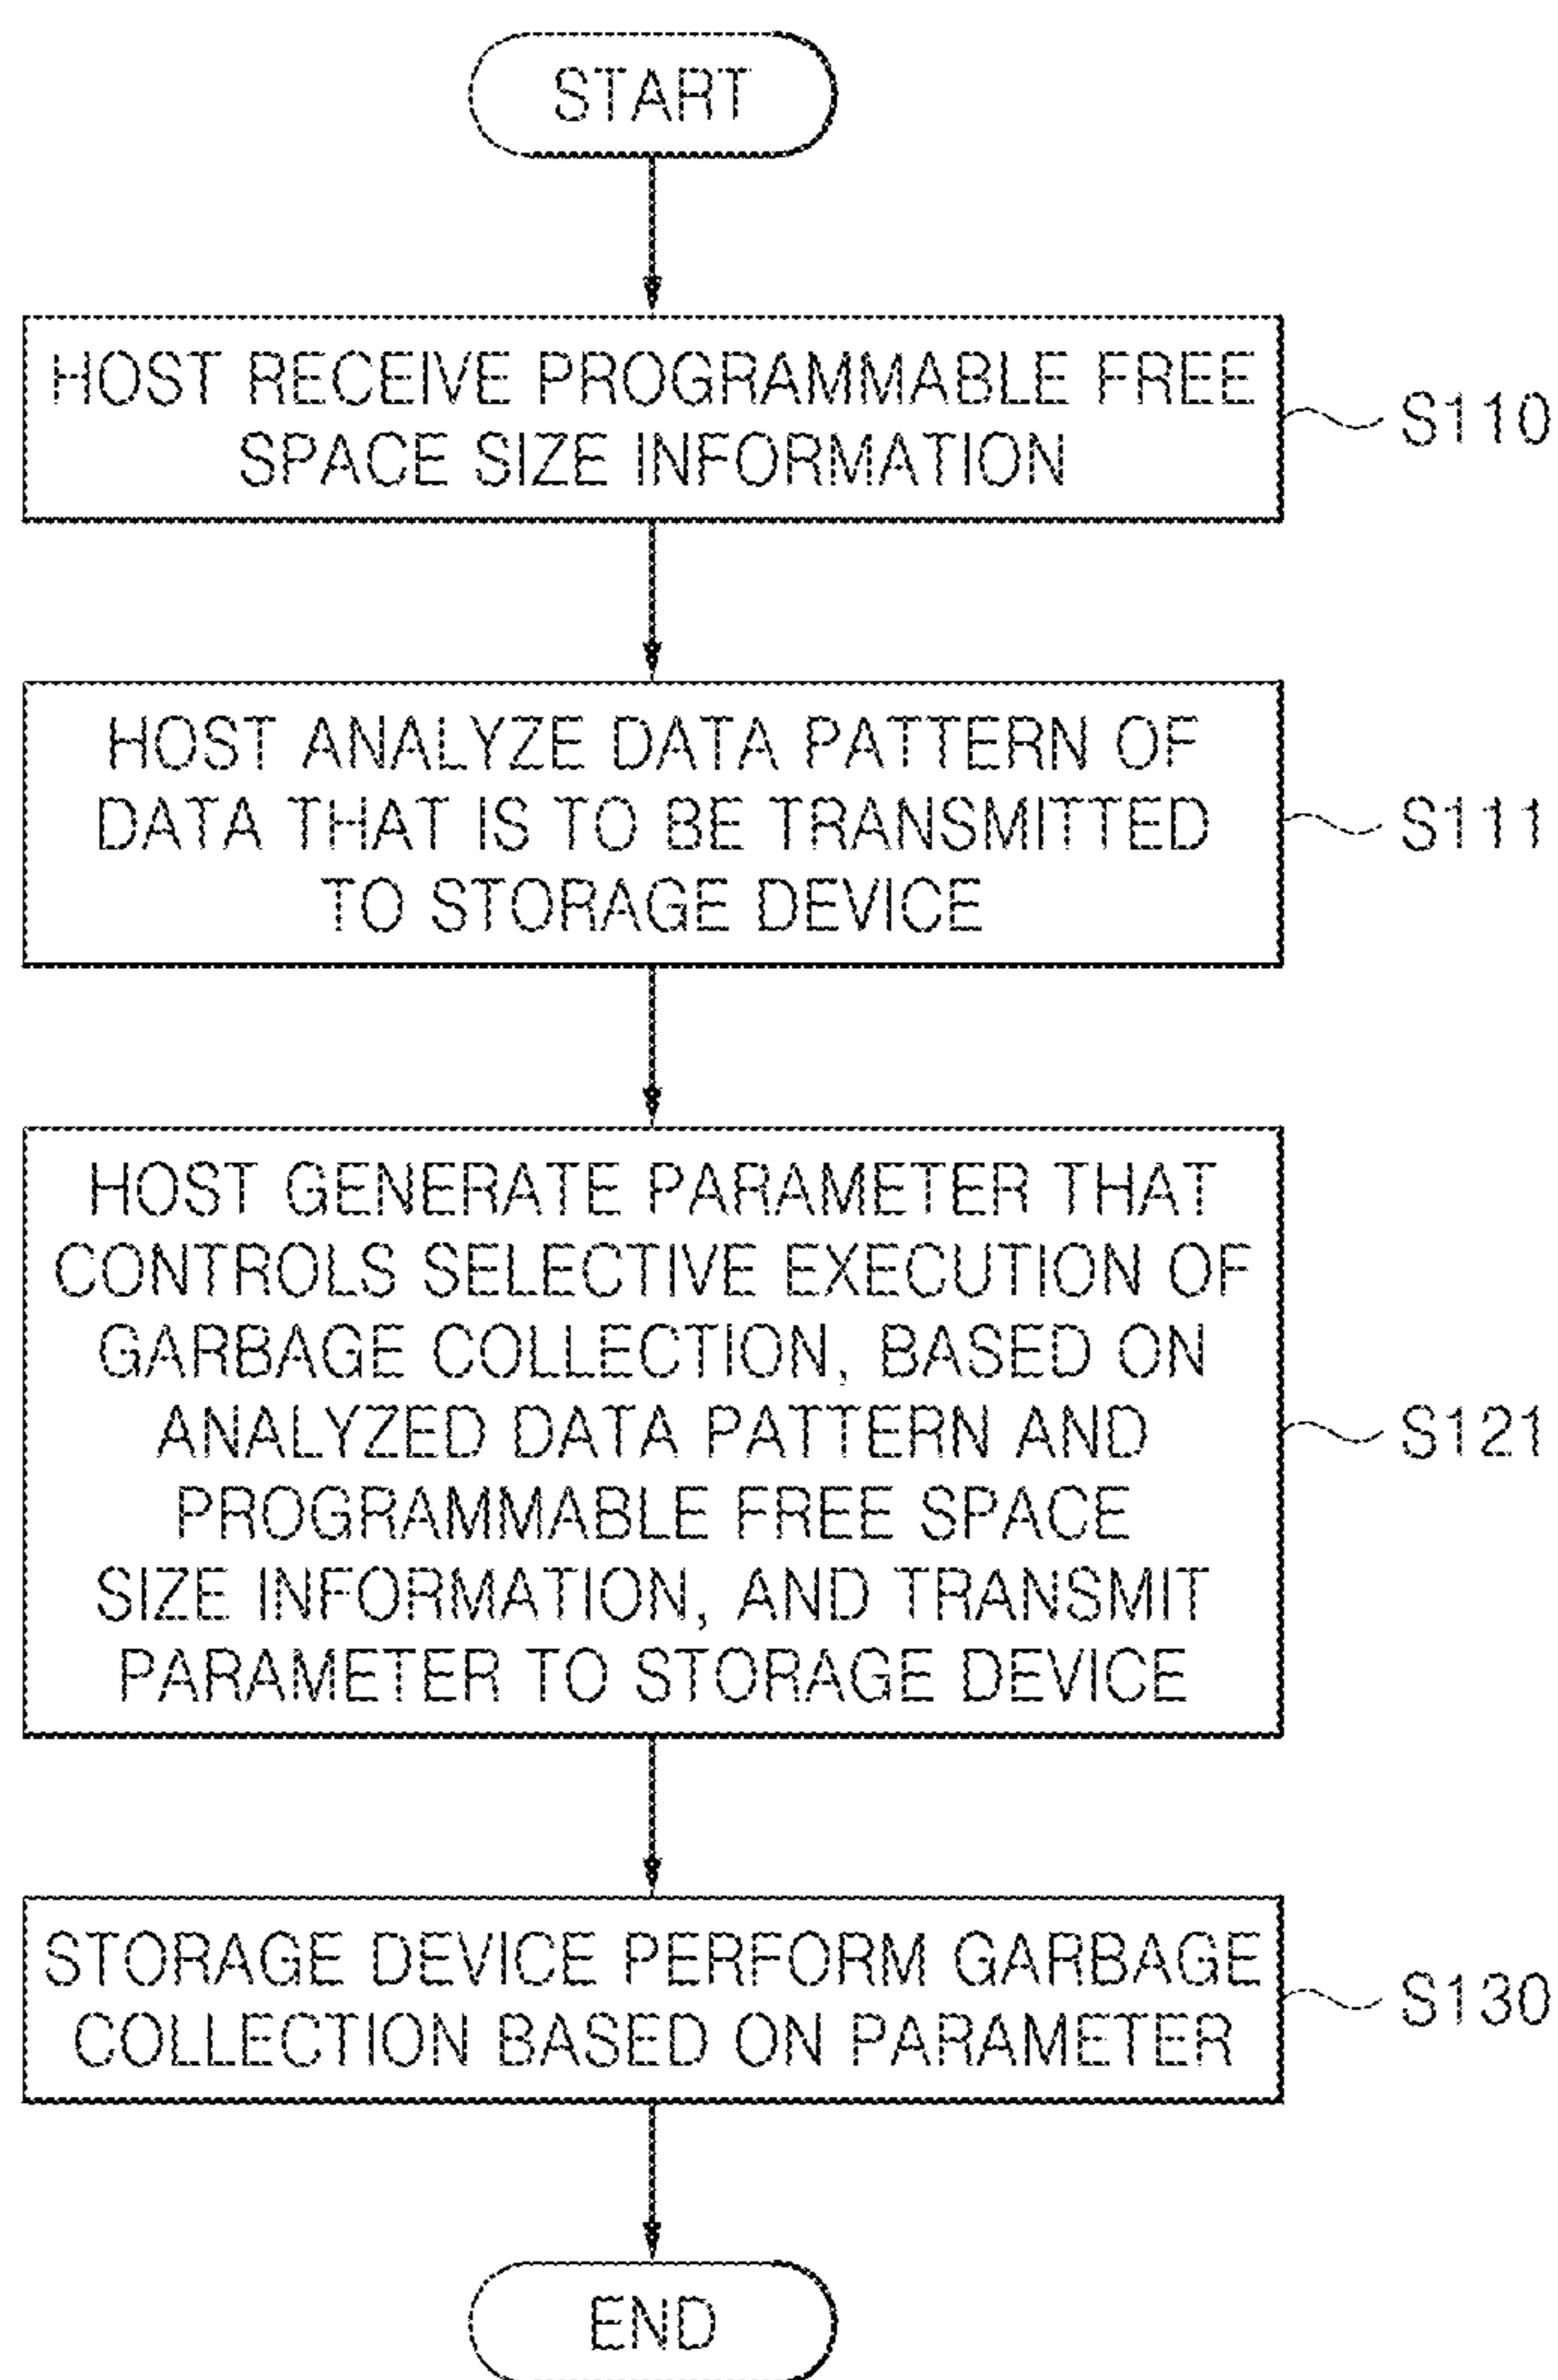 START
HOST RECEIVE PROGRAMMABLE FREE
SPACE SIZE INFORMATION
S110
HOST ANALYZE DATA PATTERN OF
DATA THAT IS TO BE TRANSMITTED
TO STORAGE DEVICE
S111
HOST GENERATE PARAMETER THAT
CONTROLS SELECTIVE EXECUTION OF
GARBAGE COLLECTION, BASED ON
ANALYZED DATA PATTERN AND
PROGRAMMABLE FREE SPACE
SIZE INFORMATION, AND TRANSMIT
PARAMETER TO STORAGE DEVICE
S121
STORAGE DEVICE PERFORM GARBAGE
COLLECTION BASED ON PARAMETER
S130
END